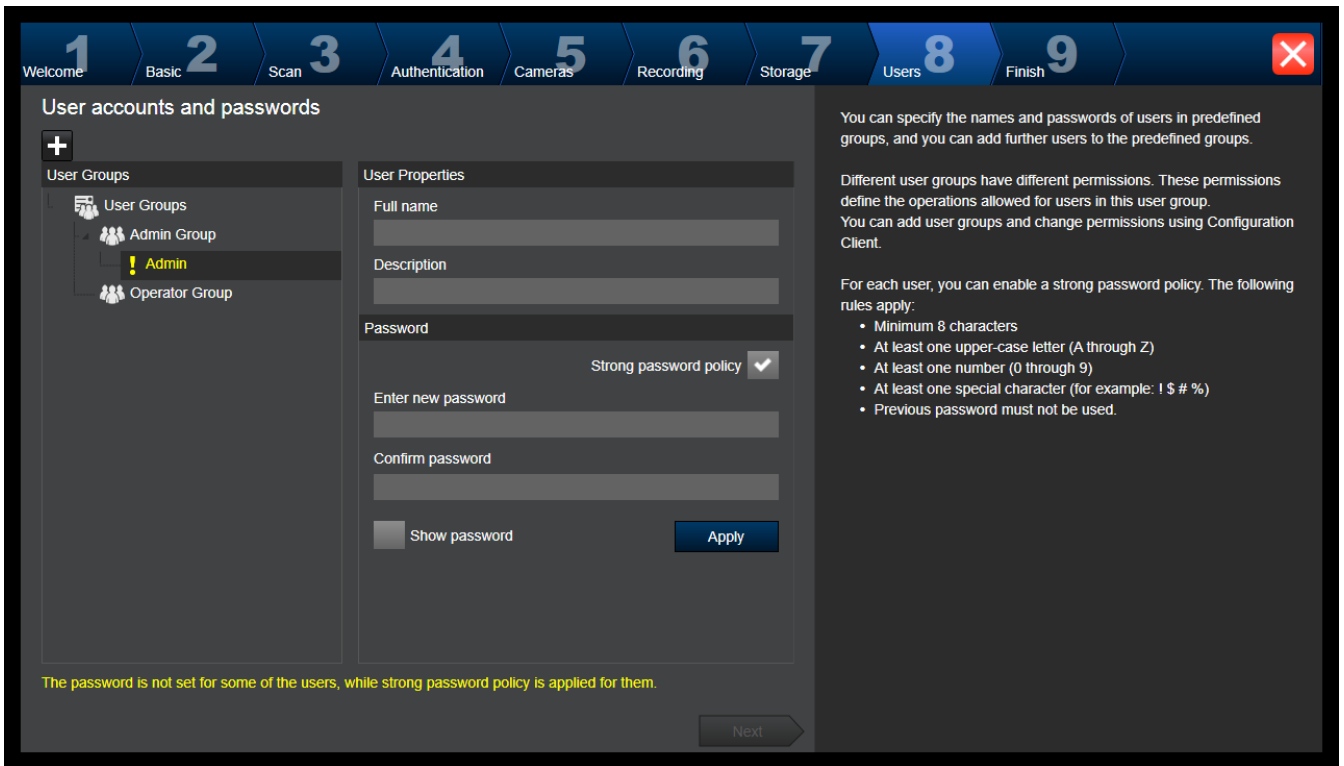 1 Welcome
2 Basic
3 Scan
4 Authentication
5 Cameras
6 Recording
7 Storage
8 Users
9 Finish
User accounts and passwords
User Groups
User Groups
Admin Group
Admin
Operator Group
User Properties
Full name
Description
Password
Strong password policy
Enter new password
Confirm password
Show password
Apply
The password is not set for some of the users, while strong password policy is applied for them.
Next
You can specify the names and passwords of users in predefined
groups, and you can add further users to the predefined groups.
Different user groups have different permissions. These permissions
define the operations allowed for users in this user group.
You can add user groups and change permissions using Configuration
Client.
For each user, you can enable a strong password policy. The following
rules apply:
• Minimum 8 characters
• At least one upper-case letter (A through Z)
• At least one number (0 through 9)
• At least one special character (for example: ! $ # %)
• Previous password must not be used.